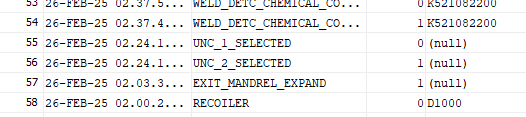 53 26-FEB-25 02.37.5... WELD_DETC_CHEMICAL_CO... 0 K521082200
54 26-FEB-25 02.37.4... WELD_DETC_CHEMICAL_CO... 1 K521082200
55 26-FEB-25 02.24.1... UNC_1_SELECTED 0 (null)
56 26-FEB-25 02.24.1... UNC_2_SELECTED 1 (null)
57 26-FEB-25 02.03.3... EXIT_MANDREL_EXPAND 1 (null)
58 26-FEB-25 02.00.2... RECOILER 0 D1000